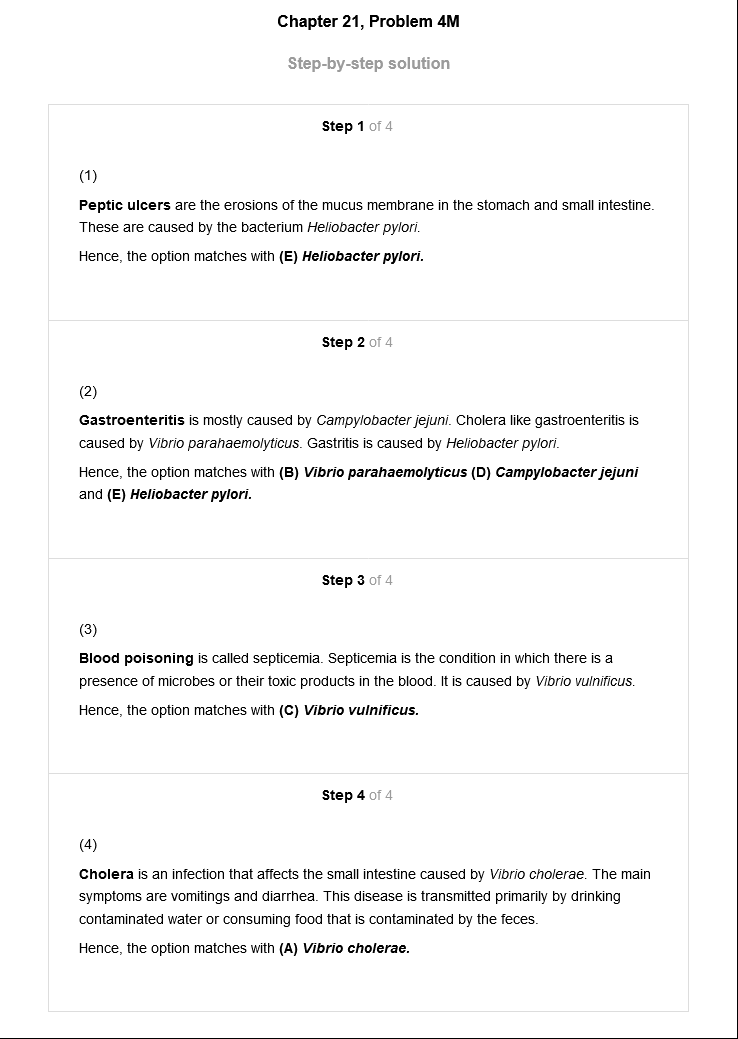 Chapter 21, Problem 4M
Step-by-step solution
Step 1 of 4
(1)
Peptic ulcers are the erosions of the mucus membrane in the stomach and small intestine.
These are caused by the bacterium Heliobacter pylori.
Hence, the option matches with (E) Heliobacter pylori.
Step 2 of 4
(2)
Gastroenteritis is mostly caused by Campylobacter jejuni. Cholera like gastroenteritis is
caused by Vibrio parahaemolyticus. Gastritis is caused by Heliobacter pylori.
Hence, the option matches with (B) Vibrio parahaemolyticus (D) Campylobacter jejuni
and (E) Heliobacter pylori.
Step 3 of 4
(3)
Blood poisoning is called septicemia. Septicemia is the condition in which there is a
presence of microbes or their toxic products in the blood. It is caused by Vibrio vulnificus.
Hence, the option matches with (C) Vibrio vulnificus.
Step 4 of 4
(4)
Cholera is an infection that affects the small intestine caused by Vibrio cholerae. The main
symptoms are vomitings and diarrhea. This disease is transmitted primarily by drinking
contaminated water or consuming food that is contaminated by the feces.
Hence, the option matches with (A) Vibrio cholerae.